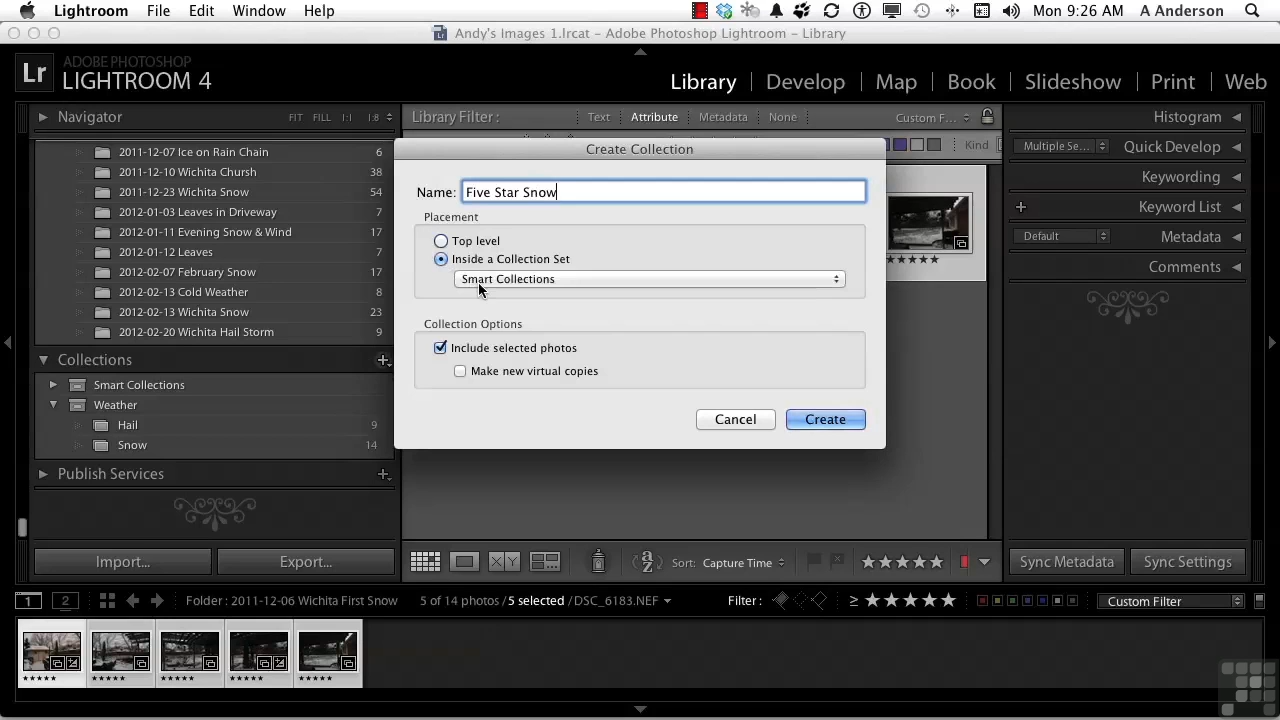 Lightroom File Edit Window Help Mon 9:26 AM A Anderson
Andy's Images 1.lrcat – Adobe Photoshop Lightroom – Library
Lr ADOBE PHOTOSHOP
LIGHTROOM 4
Library | Develop | Map | Book | Slideshow | Print | Web
Navigator FIT FILL 1:1 1:8
Library Filter : Text Attribute Metadata None Custom F...
Histogram
Kind
Multiple Se... Quick Develop
Keywording
Keyword List
Default Metadata
Comments
2011-12-07 Ice on Rain Chain 6
2011-12-10 Wichita Chursh 38
2011-12-23 Wichita Snow 54
2012-01-03 Leaves in Driveway 7
2012-01-11 Evening Snow & Wind 17
2012-01-12 Leaves 7
2012-02-07 February Snow 17
2012-02-13 Cold Weather 8
2012-02-13 Wichita Snow 23
2012-02-20 Wichita Hail Storm 9
Collections
Smart Collections
Weather
Hail 9
Snow 14
Publish Services
Import... Export...
Create Collection
Name: Five Star Snow
Placement
Top level
Inside a Collection Set
Smart Collections
Collection Options
Include selected photos
Make new virtual copies
Cancel Create
XY Sort: Capture Time
Sync Metadata Sync Settings
1 2 Folder : 2011-12-06 Wichita First Snow 5 of 14 photos / 5 selected / DSC_6183.NEF Filter : ≥ ★★★★★ Custom Filter